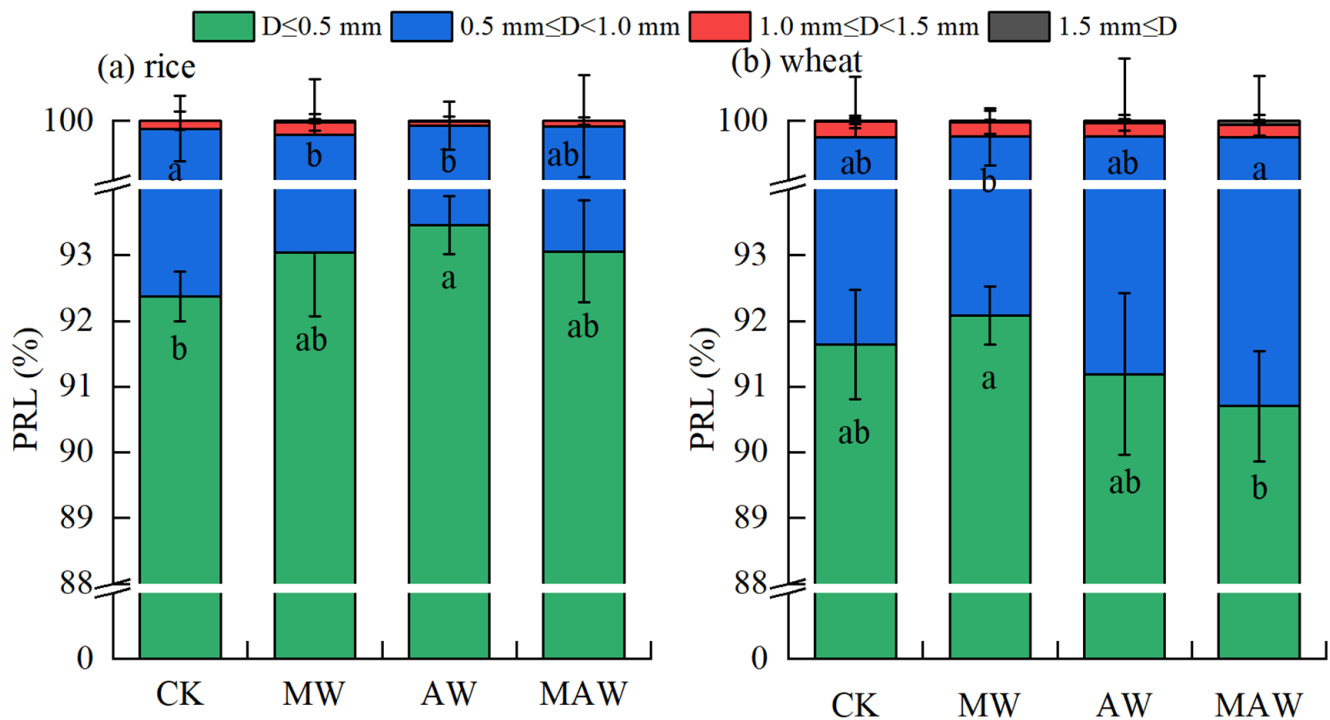 D≤0.5 mm 0.5 mm≤D<1.0 mm 1.0 mm≤D<1.5 mm 1.5 mm≤D
(a) rice
100
93
92
91
90
89
88
0
PRL (%)
a b b ab
b ab a ab
CK MW AW MAW
(b) wheat
100
93
92
91
90
89
88
0
PRL (%)
ab b ab a
ab a ab b
CK MW AW MAW